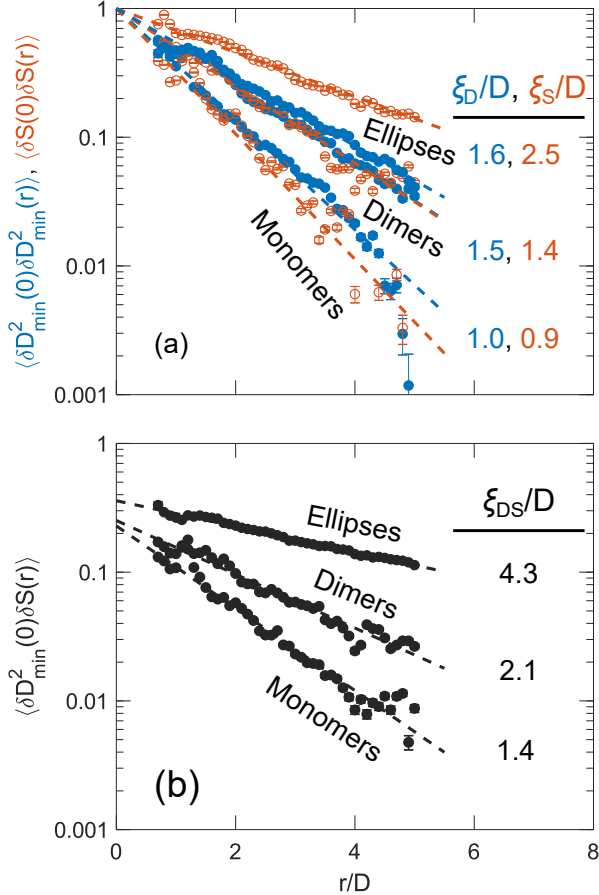 ⟨δD²min(0)δD²min(r)⟩, ⟨δS(0)δS(r)⟩
1
0.1
0.01
0.001
ξD/D, ξS/D
Ellipses
1.6, 2.5
Dimers
1.5, 1.4
Monomers
1.0, 0.9
(a)
⟨δD²min(0)δS(r)⟩
1
0.1
0.01
0.001
ξDS/D
Ellipses
4.3
Dimers
2.1
Monomers
1.4
(b)
0 2 4 6 8
r/D